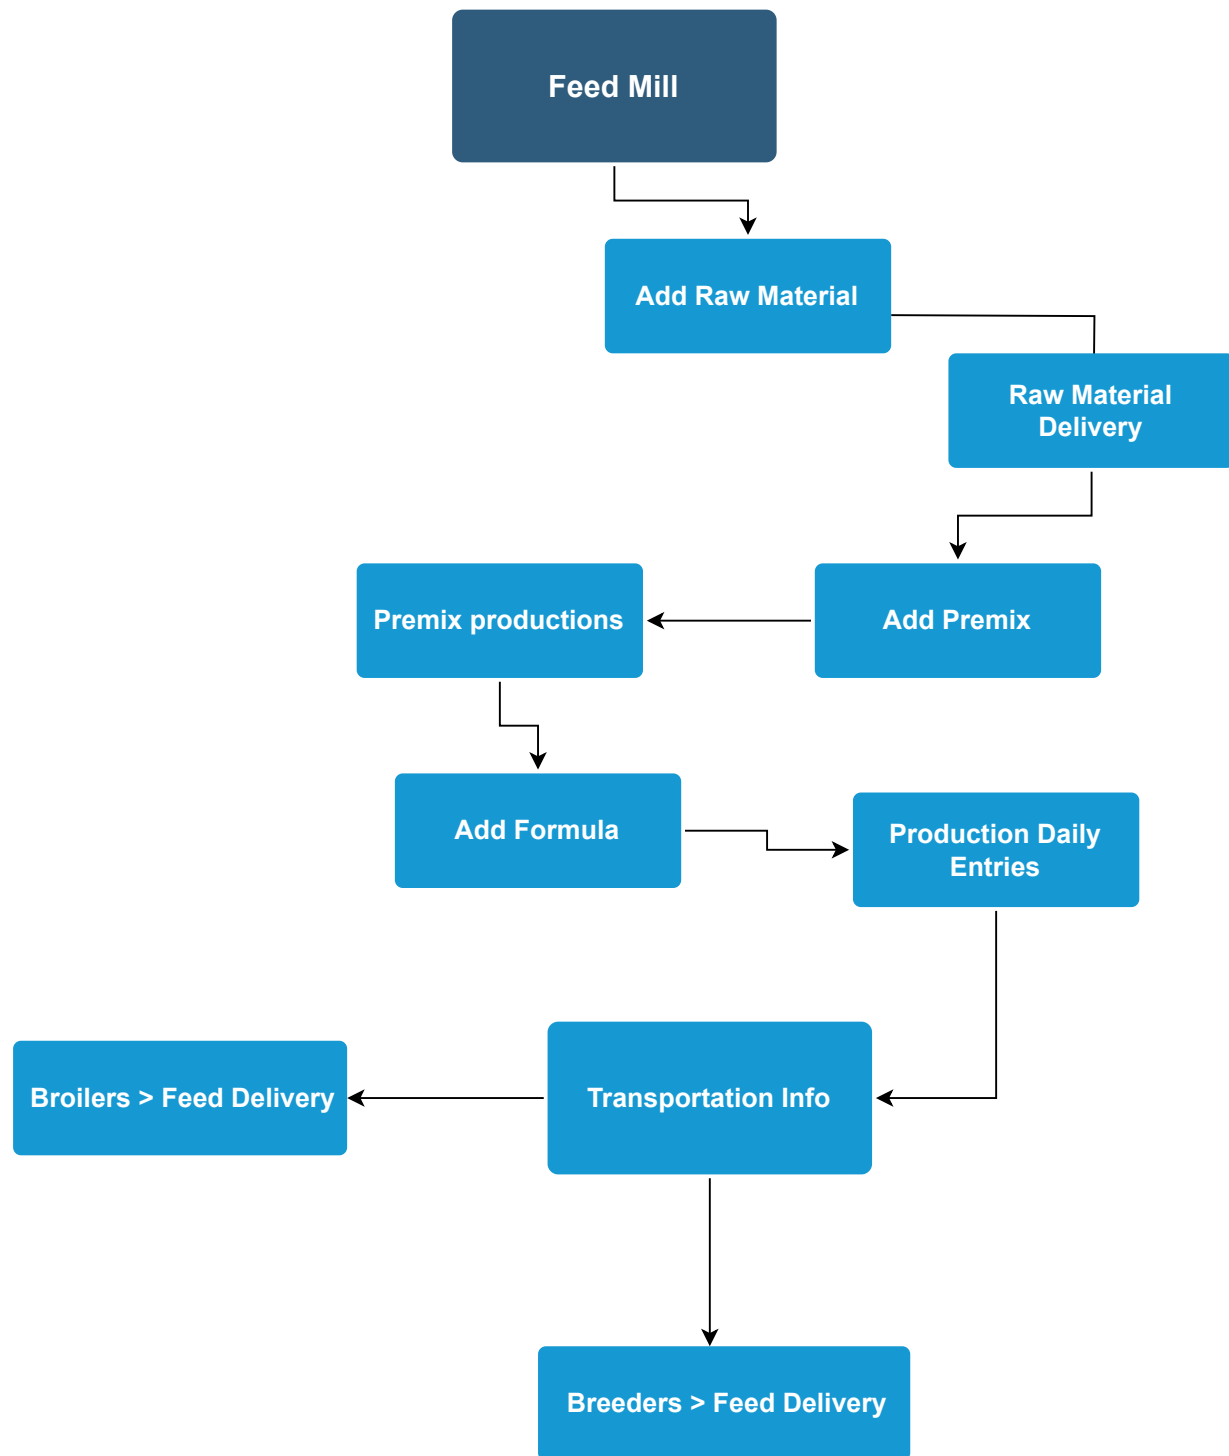 Feed Mill
Add Raw Material
Raw Material
Delivery
Premix productions
Add Premix
Add Formula
Production Daily
Entries
Broilers > Feed Delivery
Transportation Info
Breeders > Feed Delivery